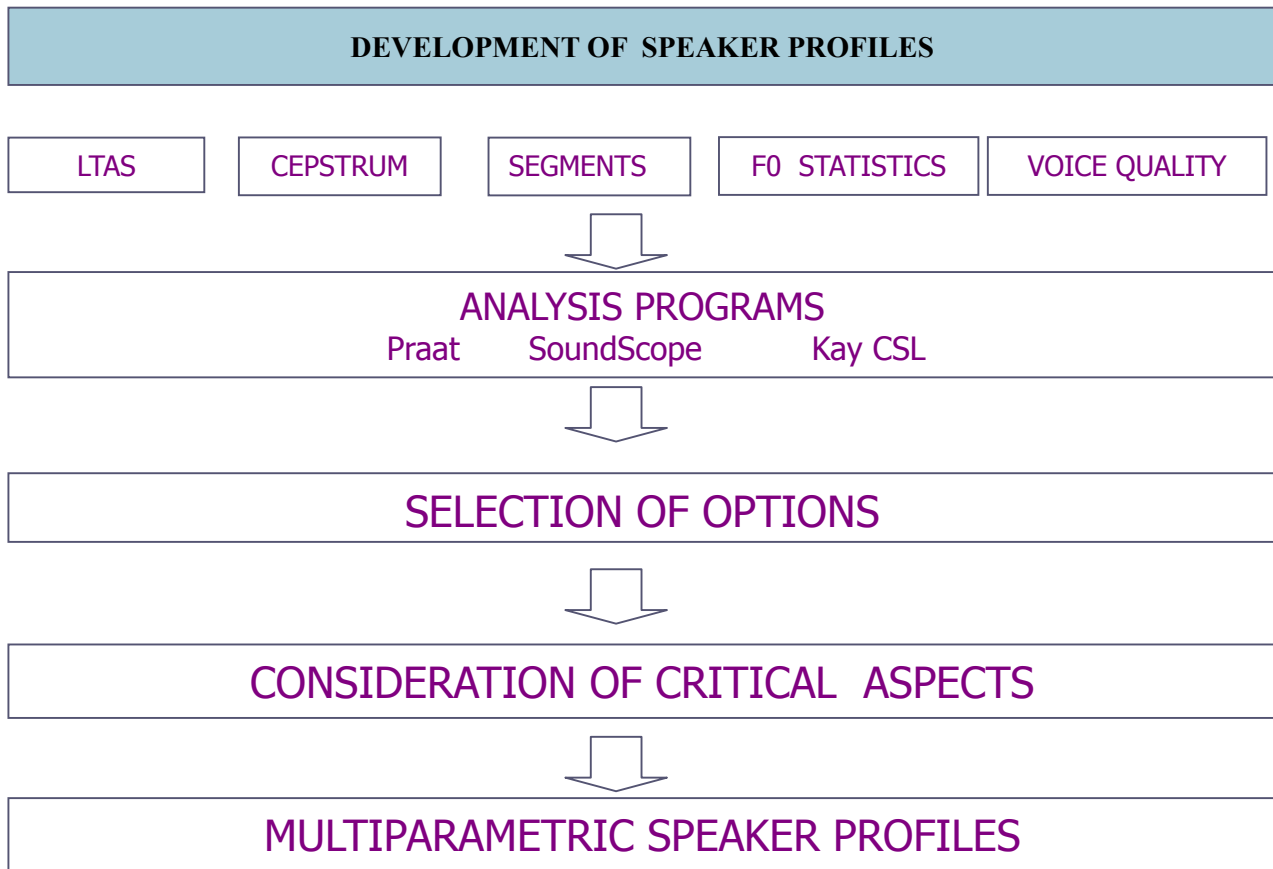 DEVELOPMENT OF SPEAKER PROFILES
LTAS CEPSTRUM SEGMENTS F0 STATISTICS VOICE QUALITY
ANALYSIS PROGRAMS
Praat SoundScope Kay CSL
SELECTION OF OPTIONS
CONSIDERATION OF CRITICAL ASPECTS
MULTIPARAMETRIC SPEAKER PROFILES